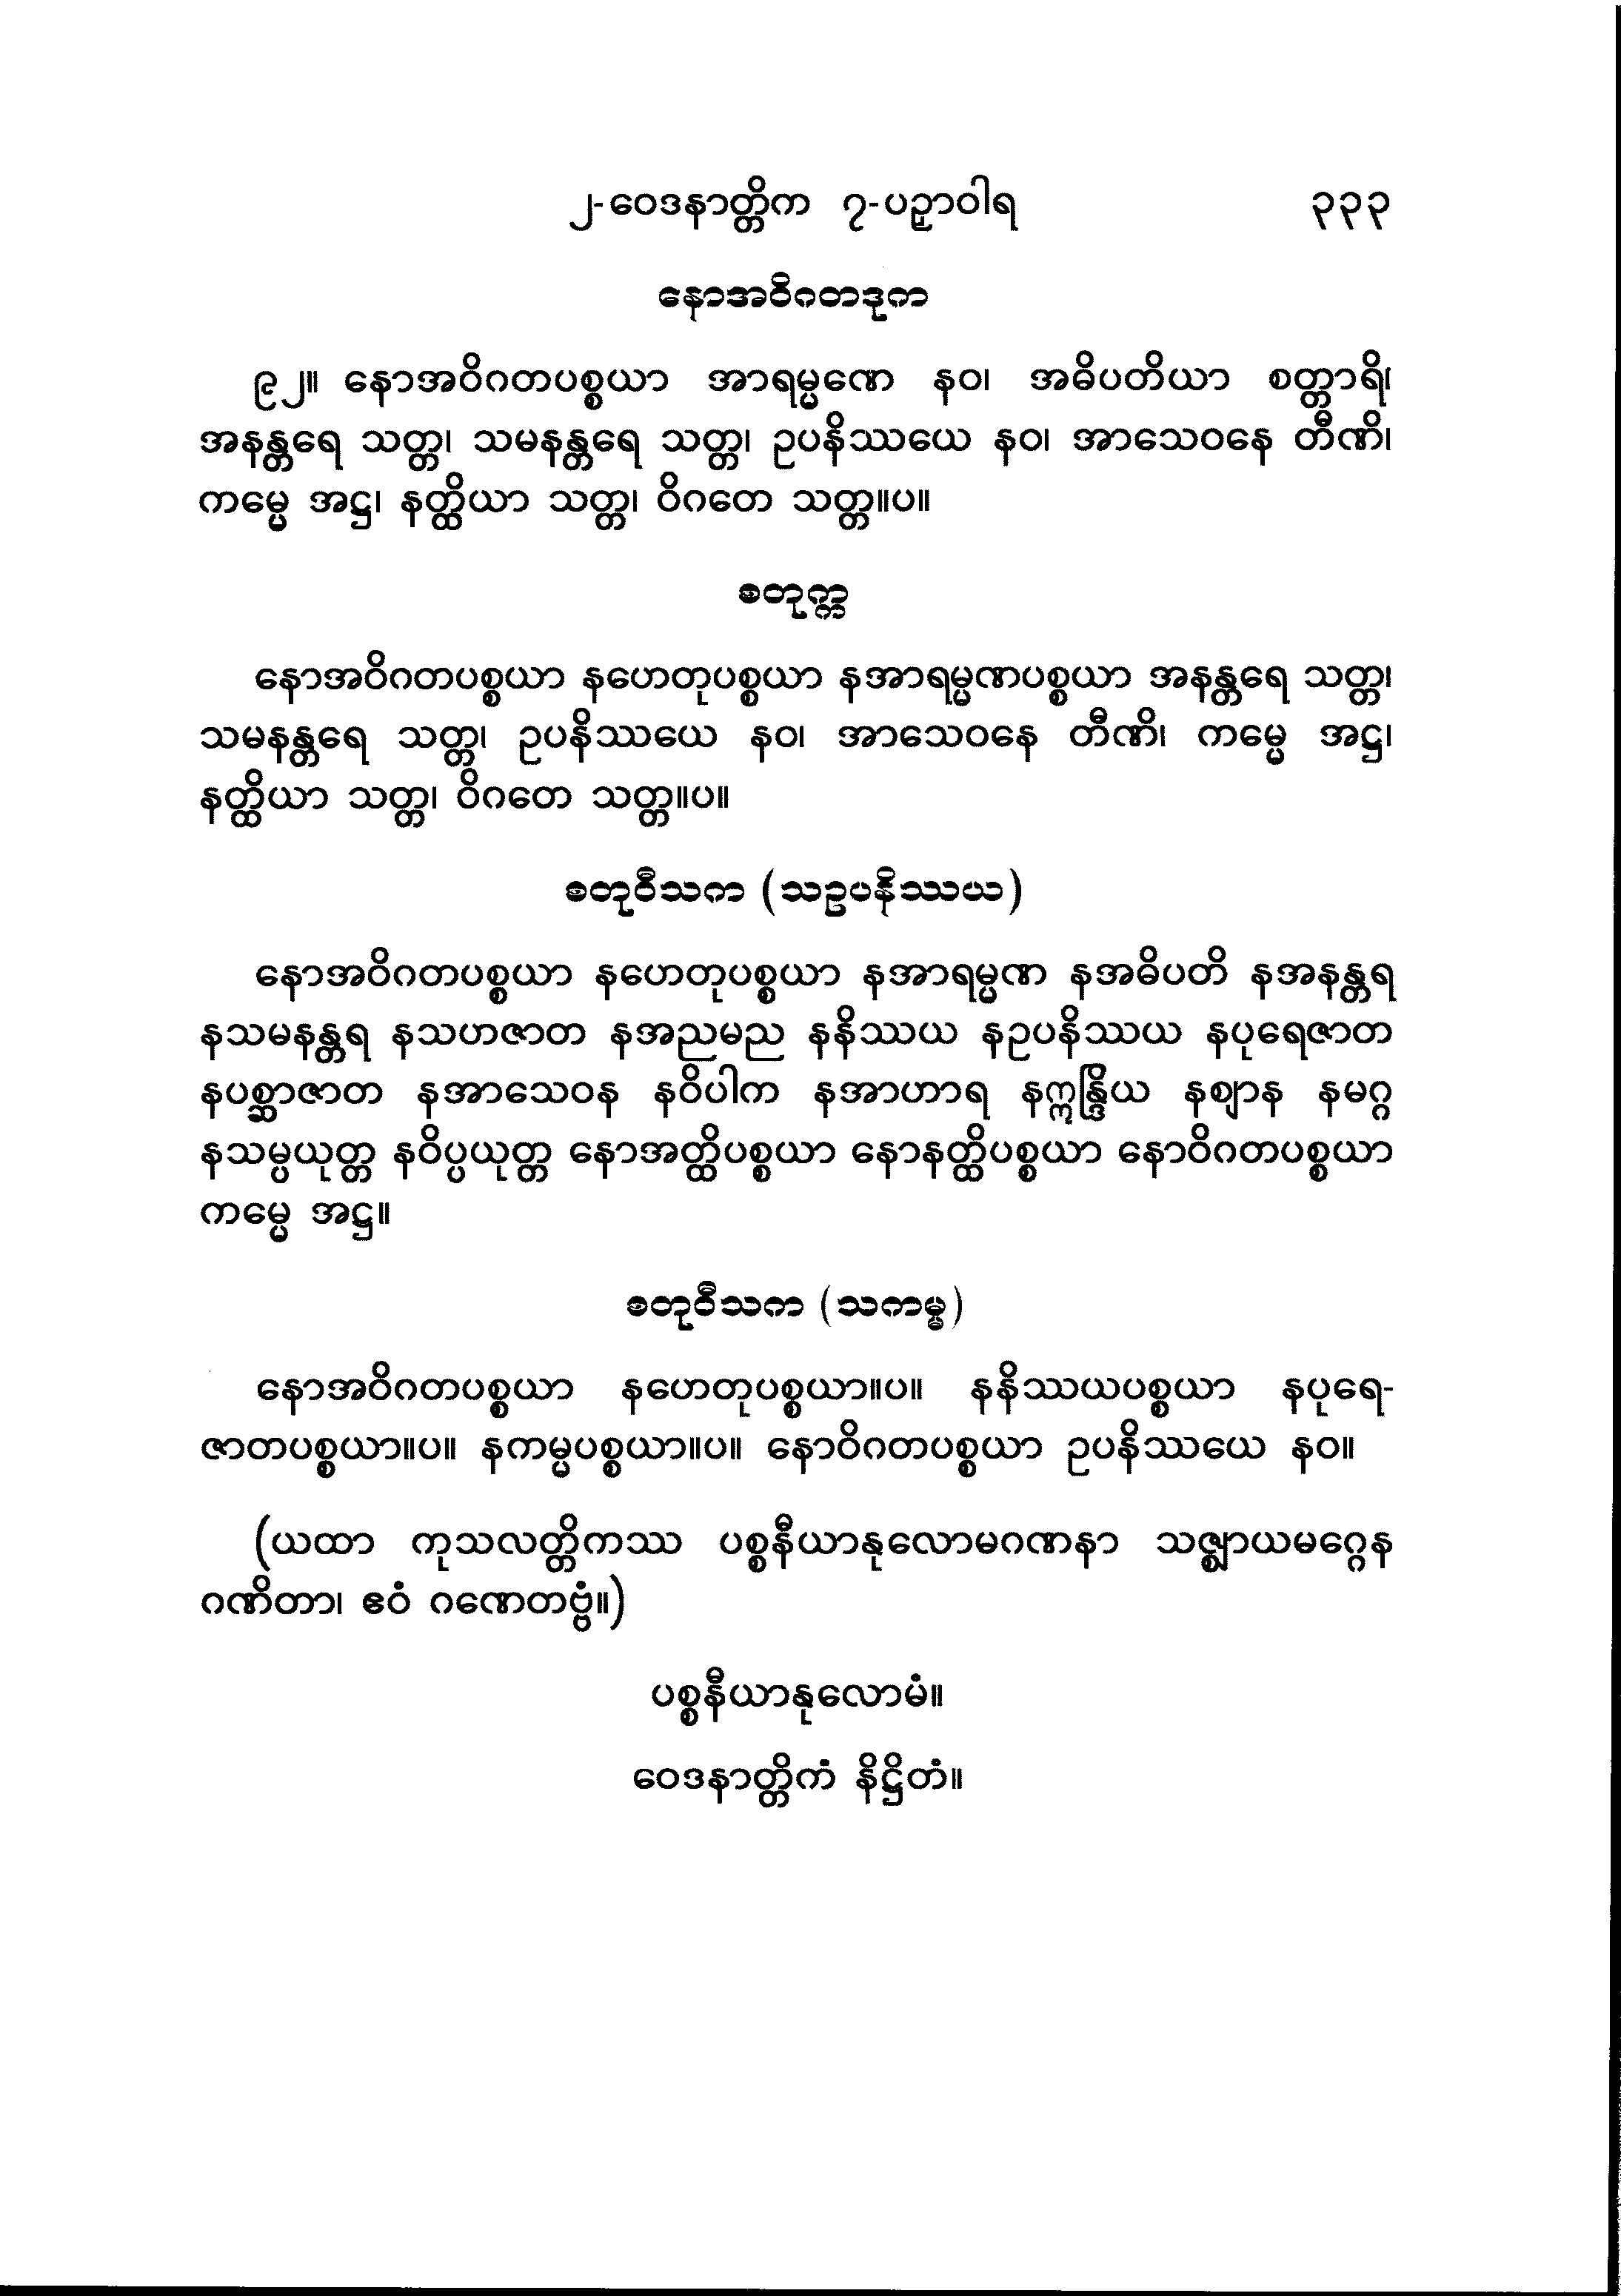 ၂-ဝေဒနာတ္တိက ၇-ပဉှာဝါရ ၃၃၃
နောအဝိဂတဒုက
၉၂။ နောအဝိဂတပစ္စယာ အာရမ္မဏေ နဝ၊ အဓိပတိယာ စတ္တာရိ၊
အနန္တရေ သတ္တ၊ သမနန္တရေ သတ္တ၊ ဥပနိဿယေ နဝ၊ အာသေဝနေ တီဏိ၊
ကမ္မေ အဋ္ဌ၊ နတ္ထိယာ သတ္တ၊ ဝိဂတေ သတ္တ။ပ။
စတုက္က
နောအဝိဂတပစ္စယာ နဟေတုပစ္စယာ နအာရမ္မဏပစ္စယာ အနန္တရေ သတ္တ၊
သမနန္တရေ သတ္တ၊ ဥပနိဿယေ နဝ၊ အာသေဝနေ တီဏိ၊ ကမ္မေ အဋ္ဌ၊
နတ္ထိယာ သတ္တ၊ ဝိဂတေ သတ္တ။ပ။
စတုဝီသက (သဥပနိဿယ)
နောအဝိဂတပစ္စယာ နဟေတုပစ္စယာ နအာရမ္မဏ နအဓိပတိ နအနန္တရ
နသမနန္တရ နသဟဇာတ နအညမည နနိဿယ နဥပနိဿယ နပုရေဇာတ
နပစ္ဆာဇာတ နအာသေဝန နဝိပါက နအာဟာရ နဣန္ဒြိယ နဈာန နမဂ္ဂ
နသမ္ပယုတ္တ နဝိပ္ပယုတ္တ နောအတ္ထိပစ္စယာ နောနတ္ထိပစ္စယာ နောဝိဂတပစ္စယာ
ကမ္မေ အဋ္ဌ။
စတုဝီသက (သကမ္မ)
နောအဝိဂတပစ္စယာ နဟေတုပစ္စယာ။ပ။ နနိဿယပစ္စယာ နပုရေ-
ဇာတပစ္စယာ။ပ။ နကမ္မပစ္စယာ။ပ။ နောဝိဂတပစ္စယာ ဥပနိဿယေ နဝ။
(ယထာ ကုသလတ္တိကဿ ပစ္စနီယာနုလောမဂဏနာ သဇ္ဈာယမဂ္ဂေန
ဂဏိတာ၊ ဧဝံ ဂဏေတဗ္ဗံ။)
ပစ္စနီယာနုလောမံ။
ဝေဒနာတ္တိကံ နိဋ္ဌိတံ။